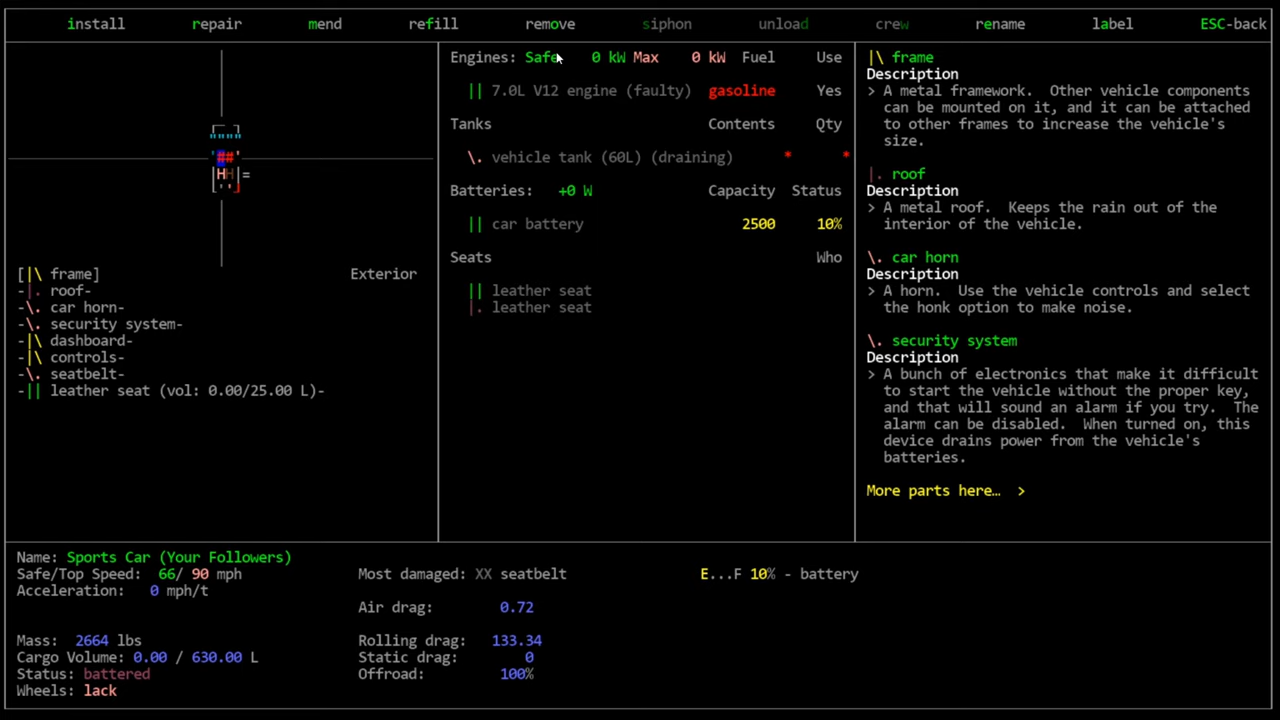 install repair mend refill remove siphon unload crew rename label ESC-back
Engines: Safe 0 kW Max 0 kW Fuel Use
|| 7.0L V12 engine (faulty) gasoline Yes
Tanks Contents Qty
\. vehicle tank (60L) (draining) * *
Batteries: +0 W Capacity Status
|| car battery 2500 10%
Seats Who
|| leather seat
|. leather seat
[|\ frame] Exterior
-|. roof-
-\. car horn-
-\. security system-
-|\ dashboard-
-|\ controls-
-\. seatbelt-
-|| leather seat (vol: 0.00/25.00 L)-
|\ frame
Description
> A metal framework. Other vehicle components
can be mounted on it, and it can be attached
to other frames to increase the vehicle's
size.
|. roof
Description
> A metal roof. Keeps the rain out of the
interior of the vehicle.
\. car horn
Description
> A horn. Use the vehicle controls and select
the honk option to make noise.
\. security system
Description
> A bunch of electronics that make it difficult
to start the vehicle without the proper key,
and that will sound an alarm if you try. The
alarm can be disabled. When turned on, this
device drains power from the vehicle's
batteries.
More parts here… >
Name: Sports Car (Your Followers)
Safe/Top Speed: 66/ 90 mph
Acceleration: 0 mph/t
Mass: 2664 lbs
Cargo Volume: 0.00 / 630.00 L
Status: battered
Wheels: lack
Most damaged: XX seatbelt
Air drag: 0.72
Rolling drag: 133.34
Static drag: 0
Offroad: 100%
E...F 10% - battery